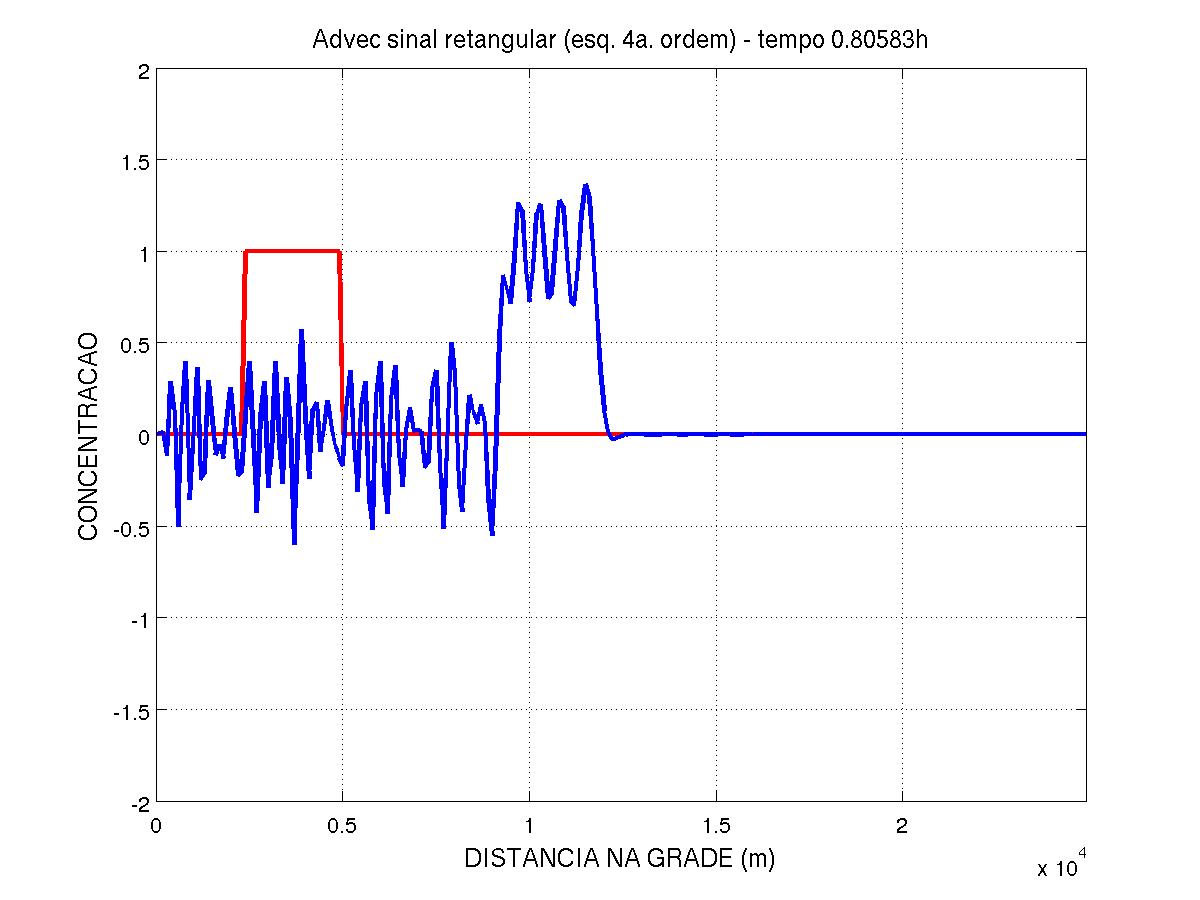 Advec sinal retangular (esq. 4a. ordem) - tempo 0.80583h
2
1.5
1
0.5
0
-0.5
-1
-1.5
-2
CONCENTRACAO
0 0.5 1 1.5 2
DISTANCIA NA GRADE (m)
x 10^4